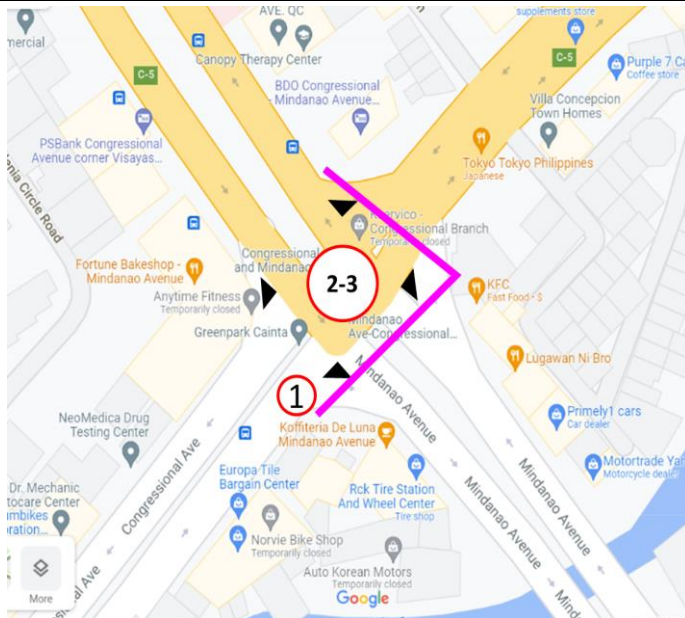 AVE. QC
supplements store
mercial
Canopy Therapy Center
C-5
C-5
Purple 7 Ca
Coffee store
BDO Congressional
- Mindanao Avenue...
Villa Concepcion
Town Homes
PSBank Congressional
Avenue corner Visayas...
Tokyo Tokyo Philippines
Japanese
enia Circle Road
Congressional Branch
Temporarily closed
Congressional
and Mindanao
Fortune Bakeshop -
Mindanao Avenue
2-3
KFC
Fast Food • $
Anytime Fitness
Temporarily closed
Mindanao
Ave-Congressional...
Greenpark Cainta
Lugawan Ni Bro
1
Mindanao Avenue
NeoMedica Drug
Testing Center
Koffiteria De Luna
Mindanao Avenue
Primely1 cars
Car dealer
Congressional Ave
Europa Tile
Bargain Center
Rck Tire Station
And Wheel Center
Tire shop
Mindanao Avenue
Mindanao Avenue
Motortrade Ya
Motorcycle deale
Dr. Mechanic
tocare Center
mbikes
oration...
Norvie Bike Shop
Temporarily closed
Auto Korean Motors
Temporarily closed
More
Google
essional Ave
Minda